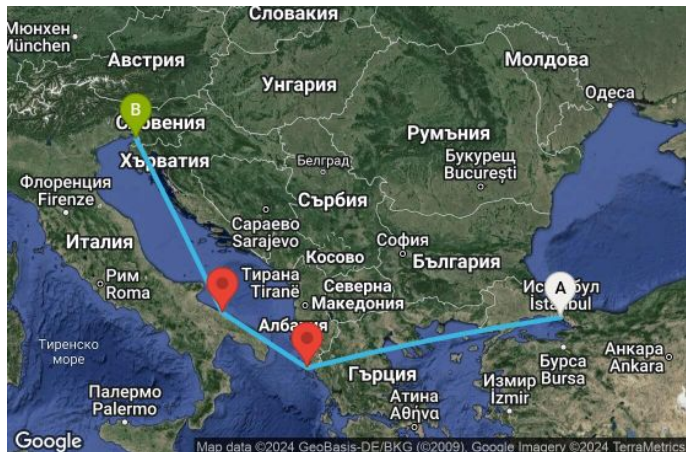 Словакия
Мюнхен
München
Австрия
Молдова
Унгария
Одеса
B
Словения
Хърватия
Румъния
Белград
Букурещ
București
Флоренция
Firenze
Сърбия
Сараево
Sarajevo
Италия
Косово
София
България
Рим
Roma
Тирана
Tiranë
Северна
Македония
A
Истанбул
İstanbul
Албания
Тиренско
море
Гърция
Бурса
Bursa
Анкара
Ankara
Измир
İzmir
Атина
Αθήνα
Палермо
Palermo
Google
Map data ©2024 GeoBasis-DE/BKG (©2009), Google Imagery ©2024 TerraMetrics